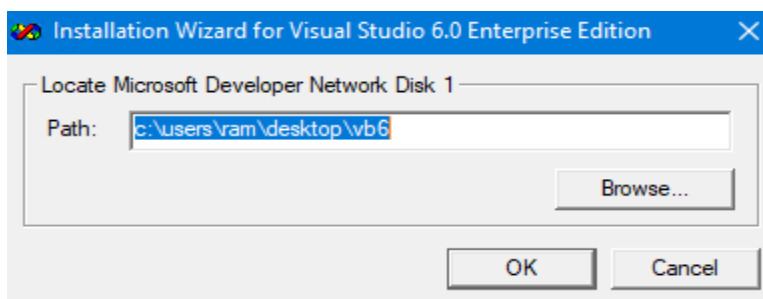 Installation Wizard for Visual Studio 6.0 Enterprise Edition
Locate Microsoft Developer Network Disk 1
Path: c:\users\ram\desktop\vb6
Browse...
OK Cancel